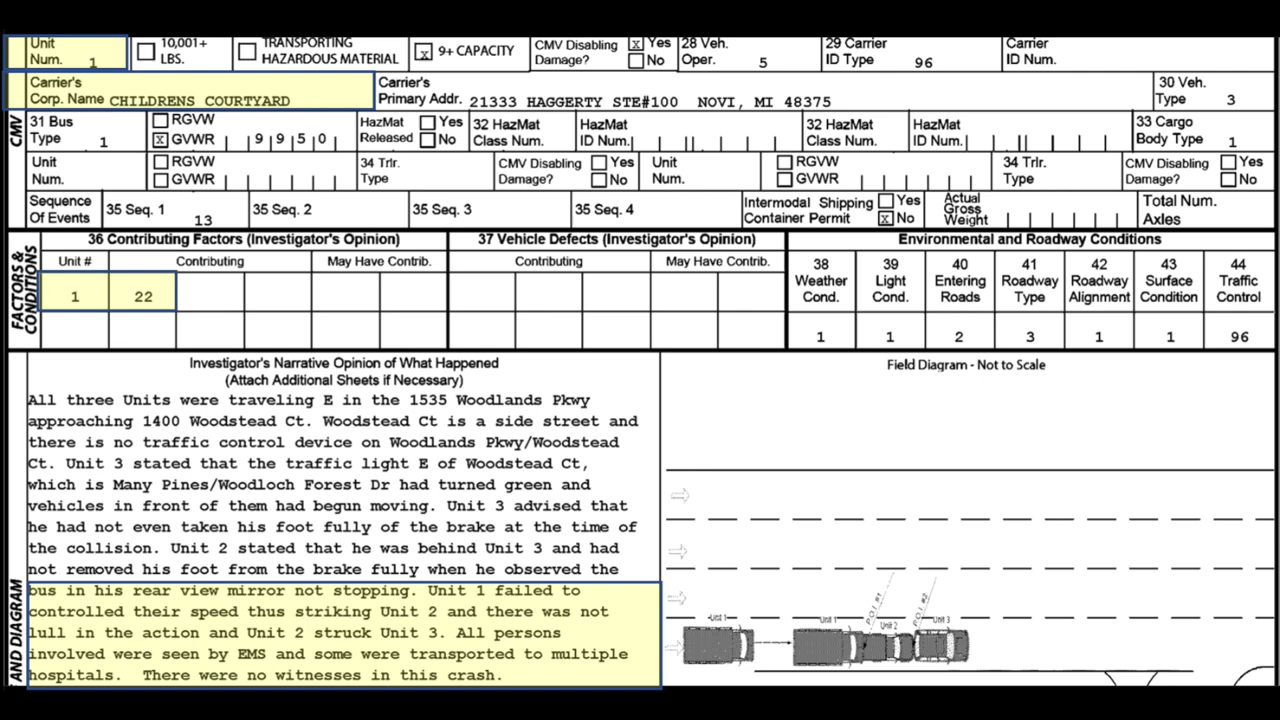 Unit Num. 1 10,001+ LBS. TRANSPORTING HAZARDOUS MATERIAL x 9+ CAPACITY CMV Disabling Damage? x Yes No 28 Veh. Oper. 5 29 Carrier ID Type 96 Carrier ID Num.
Carrier's Corp. Name CHILDRENS COURTYARD Carrier's Primary Addr. 21333 HAGGERTY STE#100 NOVI, MI 48375 30 Veh. Type 3
CMV
31 Bus Type 1 RGVW x GVWR 9 9 5 0 HazMat Released Yes No 32 HazMat Class Num. HazMat ID Num. 32 HazMat Class Num. HazMat ID Num. 33 Cargo Body Type 1
Unit Num. RGVW GVWR 34 Trlr. Type CMV Disabling Damage? Yes No Unit Num. RGVW GVWR 34 Trlr. Type CMV Disabling Damage? Yes No
Sequence Of Events 35 Seq. 1 13 35 Seq. 2 35 Seq. 3 35 Seq. 4 Intermodal Shipping Container Permit Yes x No Actual Gross Weight Total Num. Axles
FACTORS & CONDITIONS
36 Contributing Factors (Investigator's Opinion) 37 Vehicle Defects (Investigator's Opinion) Environmental and Roadway Conditions
Unit # Contributing May Have Contrib. Contributing May Have Contrib. 38 Weather Cond. 39 Light Cond. 40 Entering Roads 41 Roadway Type 42 Roadway Alignment 43 Surface Condition 44 Traffic Control
1 22
1 1 2 3 1 1 96
AND DIAGRAM
Investigator's Narrative Opinion of What Happened
(Attach Additional Sheets if Necessary)
All three Units were traveling E in the 1535 Woodlands Pkwy
approaching 1400 Woodstead Ct. Woodstead Ct is a side street and
there is no traffic control device on Woodlands Pkwy/Woodstead
Ct. Unit 3 stated that the traffic light E of Woodstead Ct,
which is Many Pines/Woodloch Forest Dr had turned green and
vehicles in front of them had begun moving. Unit 3 advised that
he had not even taken his foot fully of the brake at the time of
the collision. Unit 2 stated that he was behind Unit 3 and had
not removed his foot from the brake fully when he observed the
bus in his rear view mirror not stopping. Unit 1 failed to
controlled their speed thus striking Unit 2 and there was not
lull in the action and Unit 2 struck Unit 3. All persons
involved were seen by EMS and some were transported to multiple
hospitals. There were no witnesses in this crash.
Field Diagram - Not to Scale
P.O.I. #1 P.O.I. #2
Unit 1 Unit 1 Unit 2 Unit 3